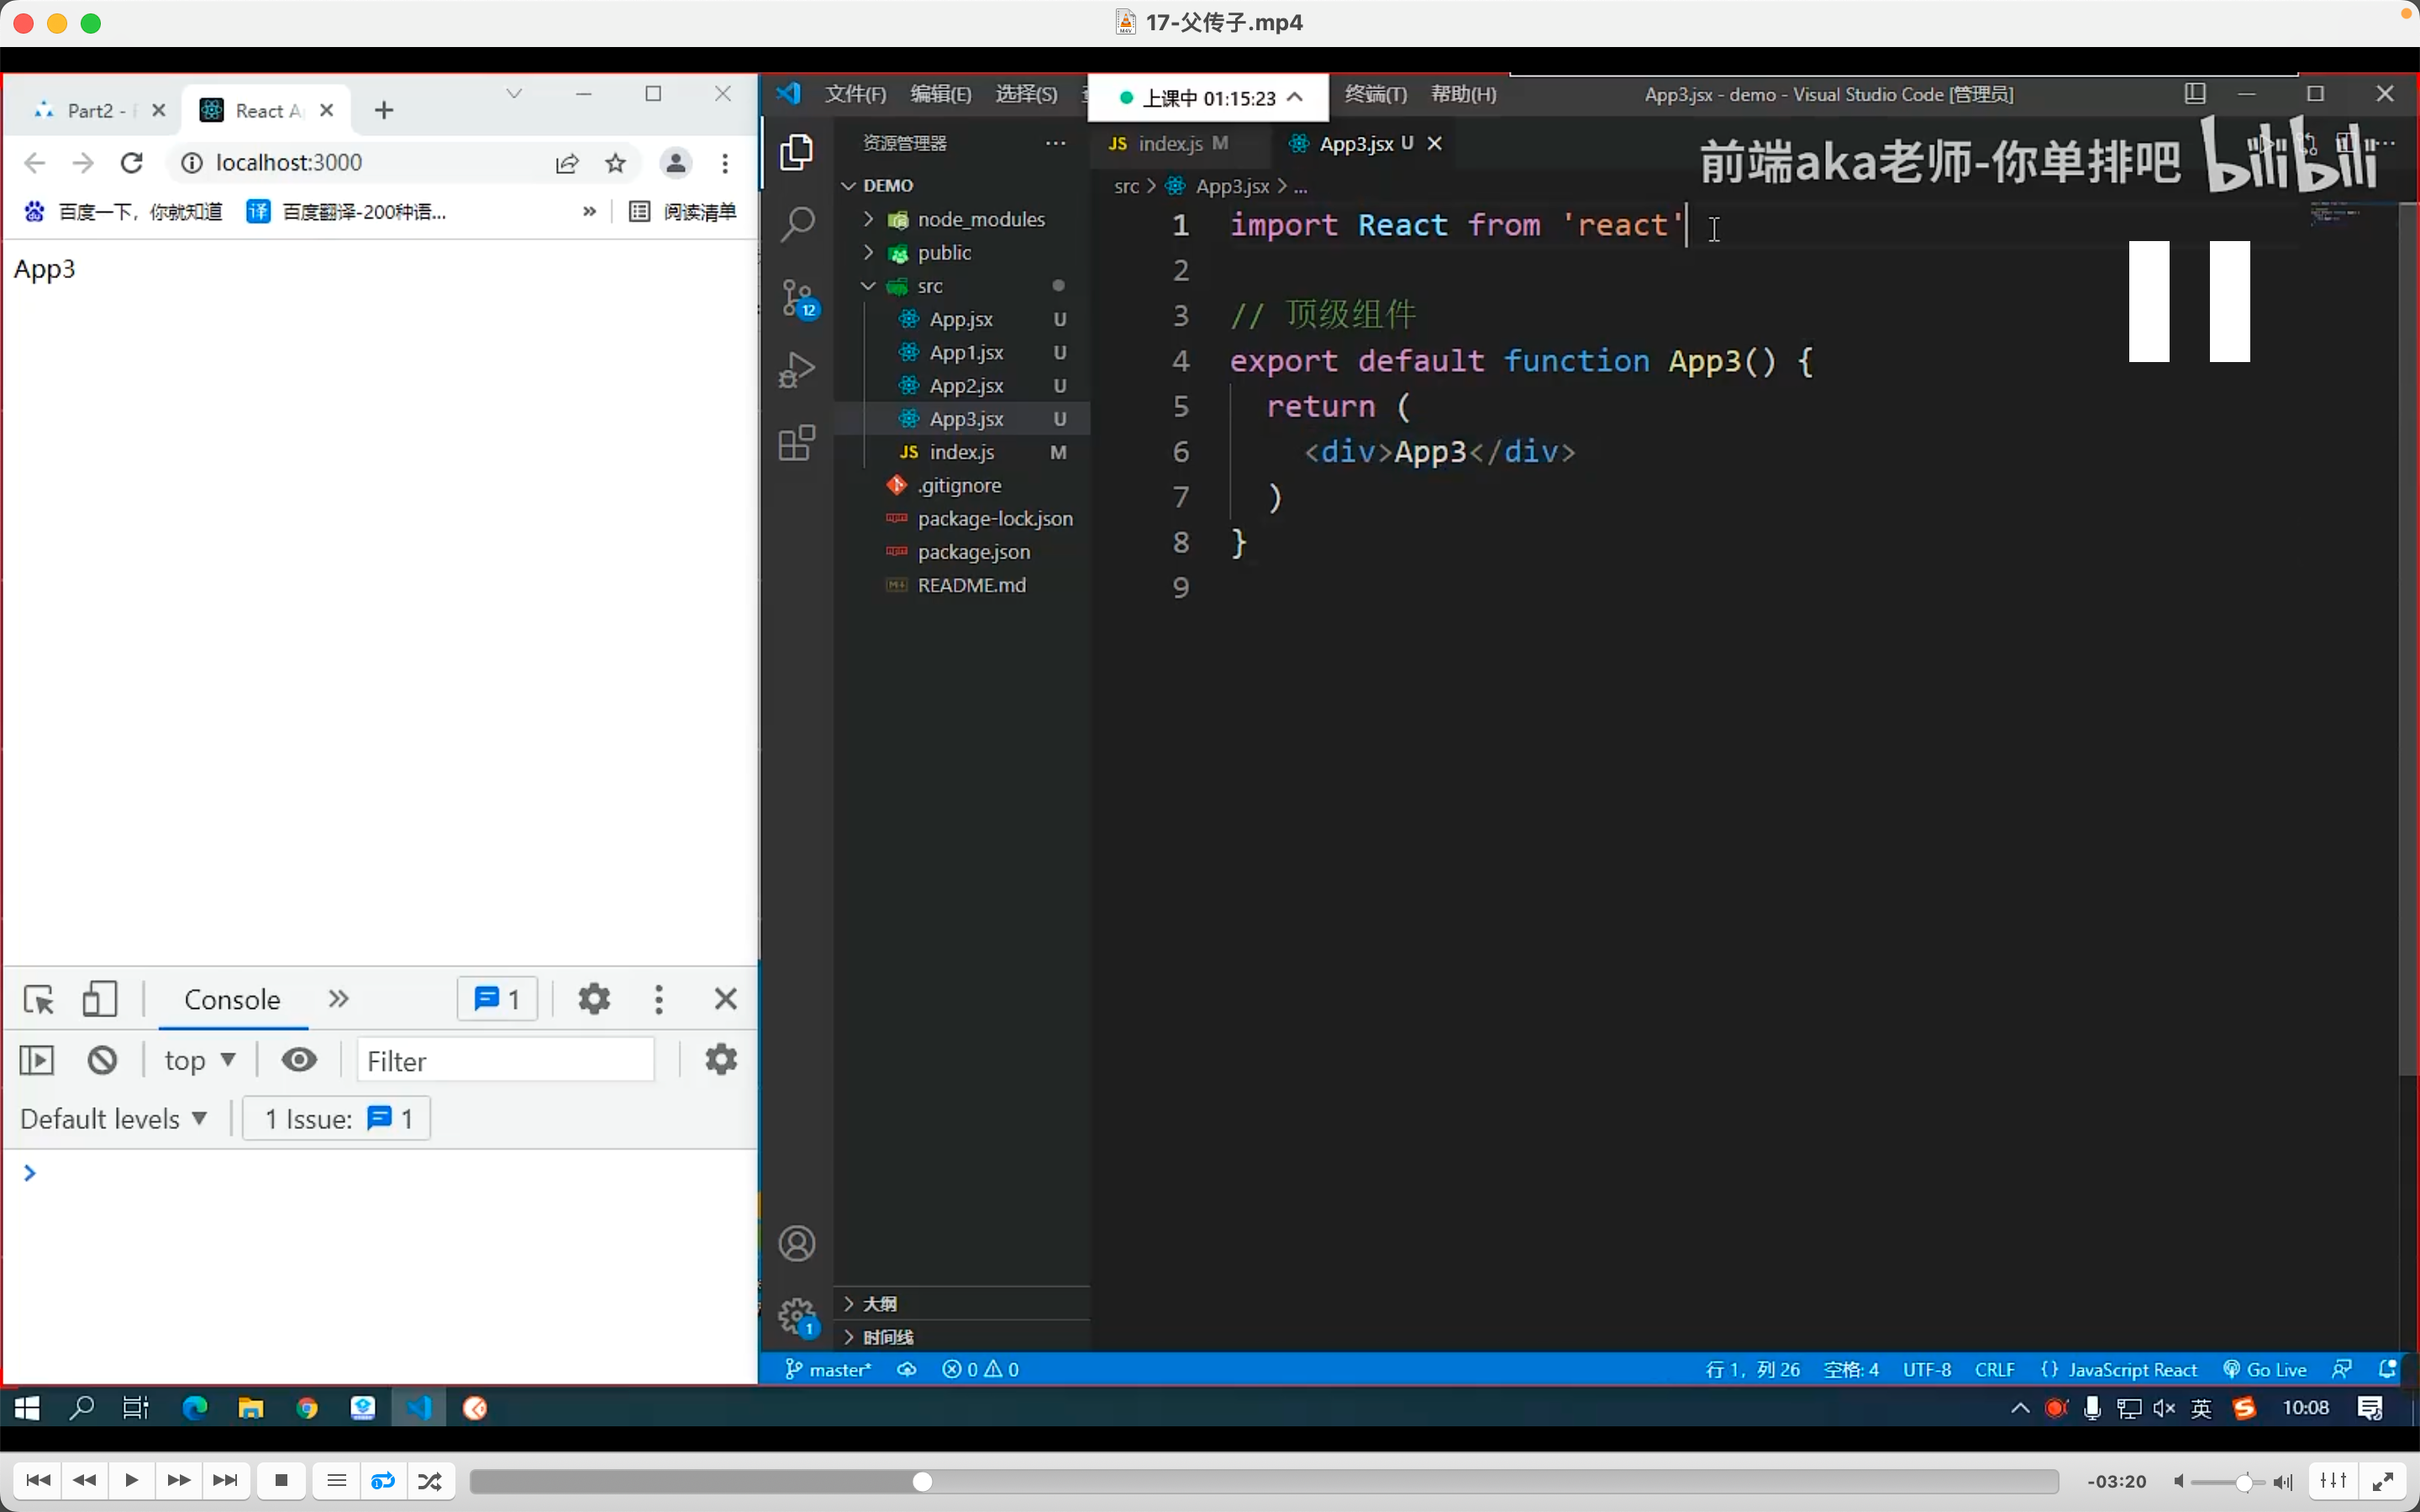 17-父传子.mp4
Part2 -
React A
localhost:3000
百度一下，你就知道
译
百度翻译-200种语...
»
阅读清单
App3
Console
»
1
top
Filter
Default levels
1 Issue:
1
文件(F)
编辑(E)
选择(S)
上课中 01:15:23
终端(T)
帮助(H)
App3.jsx - demo - Visual Studio Code [管理员]
资源管理器
JS index.js M
App3.jsx U
前端aka老师-你单排吧 bilibili
src > App3.jsx > ...
DEMO
node_modules
public
src
App.jsx U
App1.jsx U
App2.jsx U
App3.jsx U
JS index.js M
.gitignore
package-lock.json
package.json
README.md
12
1 import React from 'react'
2
3 // 顶级组件
4 export default function App3() {
5 return (
6 <div>App3</div>
7 )
8 }
9
大纲
时间线
1
master*
0
0
行 1，列 26
空格: 4
UTF-8
CRLF
{} JavaScript React
Go Live
英
10:08
-03:20